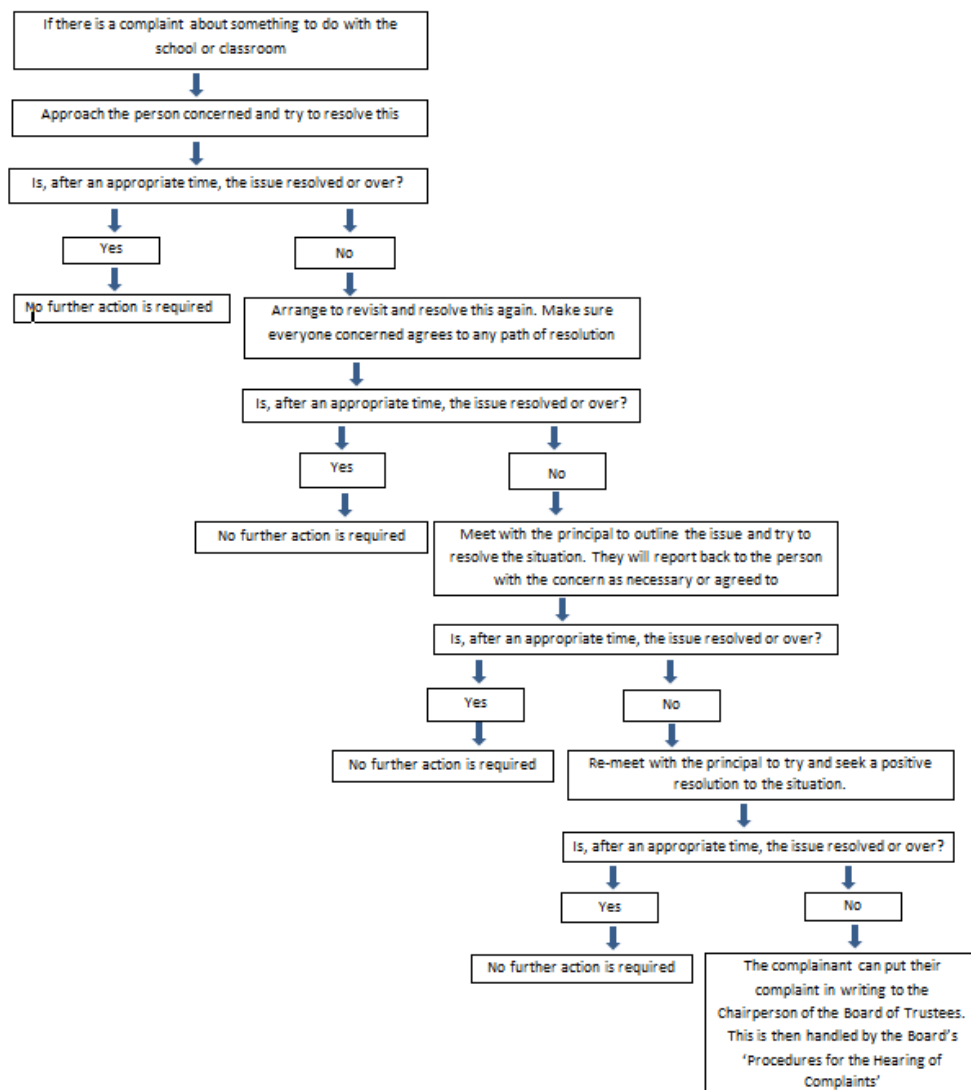 If there is a complaint about something to do with the
school or classroom
Approach the person concerned and try to resolve this
Is, after an appropriate time, the issue resolved or over?
Yes
No
No further action is required
Arrange to revisit and resolve this again. Make sure
everyone concerned agrees to any path of resolution
Is, after an appropriate time, the issue resolved or over?
Yes
No
No further action is required
Meet with the principal to outline the issue and try to
resolve the situation. They will report back to the person
with the concern as necessary or agreed to
Is, after an appropriate time, the issue resolved or over?
Yes
No
No further action is required
Re-meet with the principal to try and seek a positive
resolution to the situation.
Is, after an appropriate time, the issue resolved or over?
Yes
No
No further action is required
The complainant can put their
complaint in writing to the
Chairperson of the Board of Trustees.
This is then handled by the Board's
'Procedures for the Hearing of
Complaints'